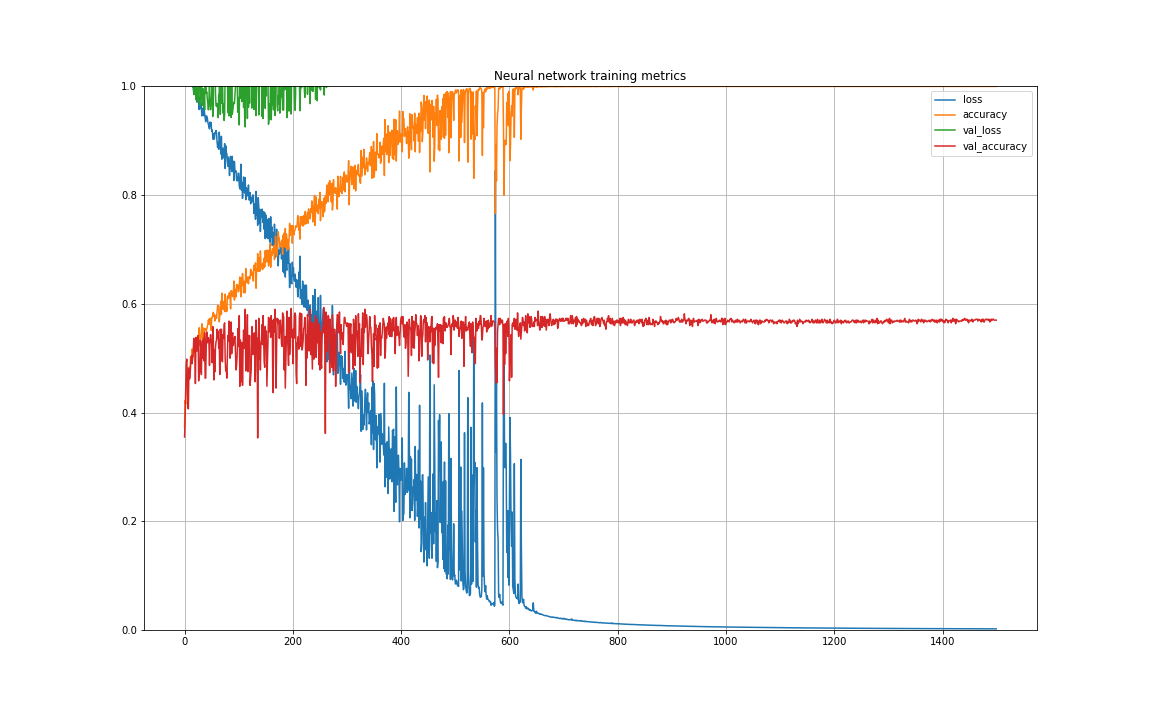 Neural network training metrics
1.0
0.8
0.6
0.4
0.2
0.0
loss
accuracy
val_loss
val_accuracy
0 200 400 600 800 1000 1200 1400